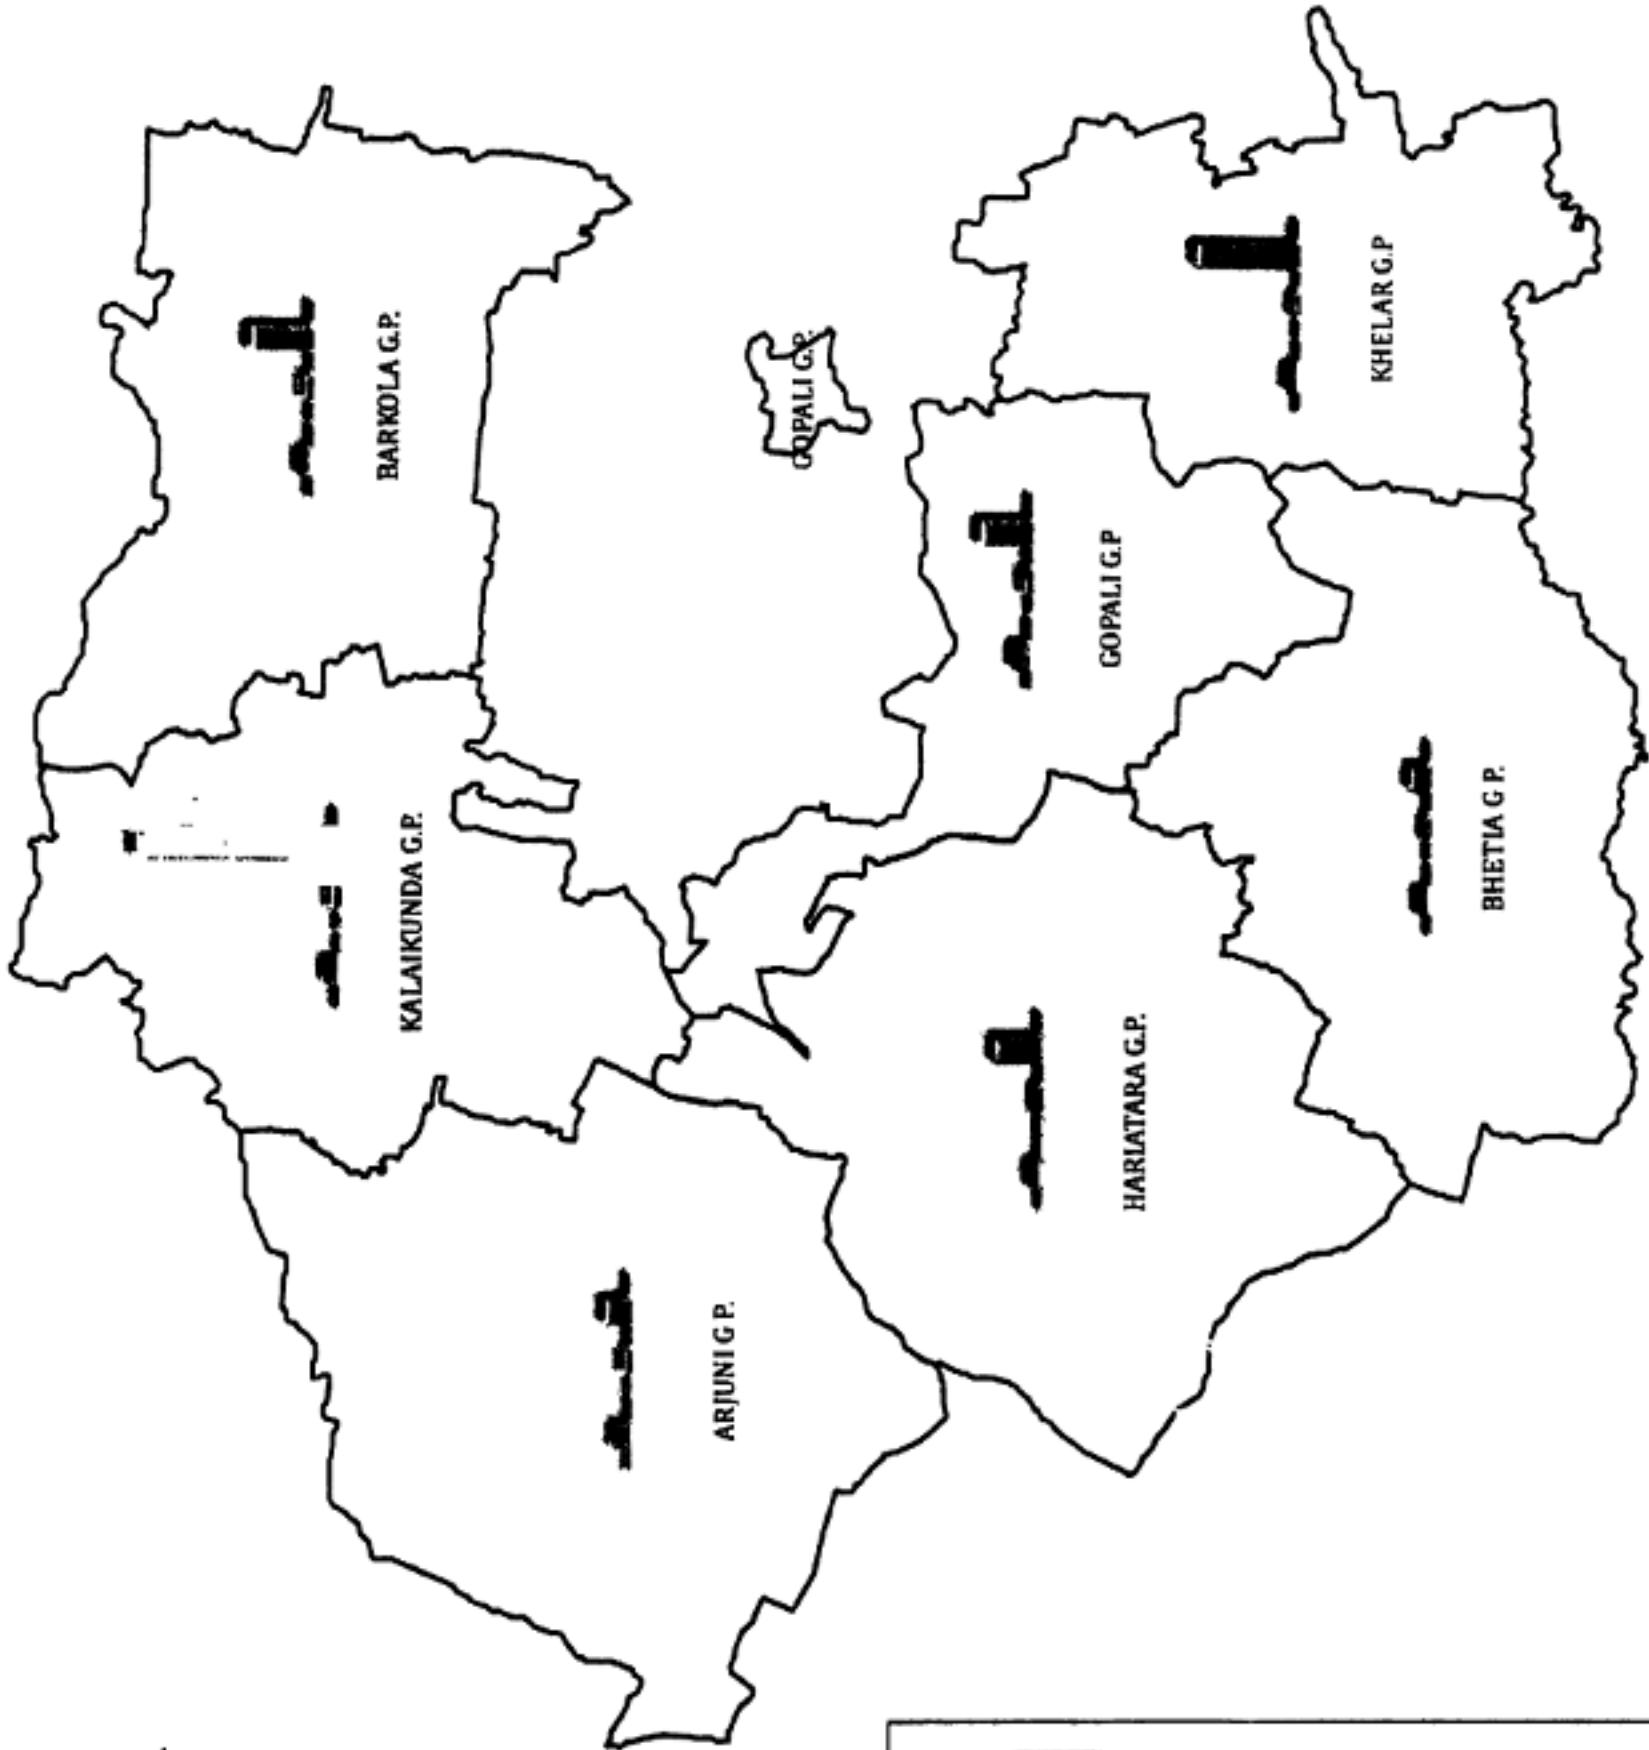 BARKOLA G.P.
KALAIKUNDA G.P.
GOPALI G.P.
GOPALI G.P
KHELAR G.P
ARJUNI G P.
HARIATARA G.P.
BHETIA G P.